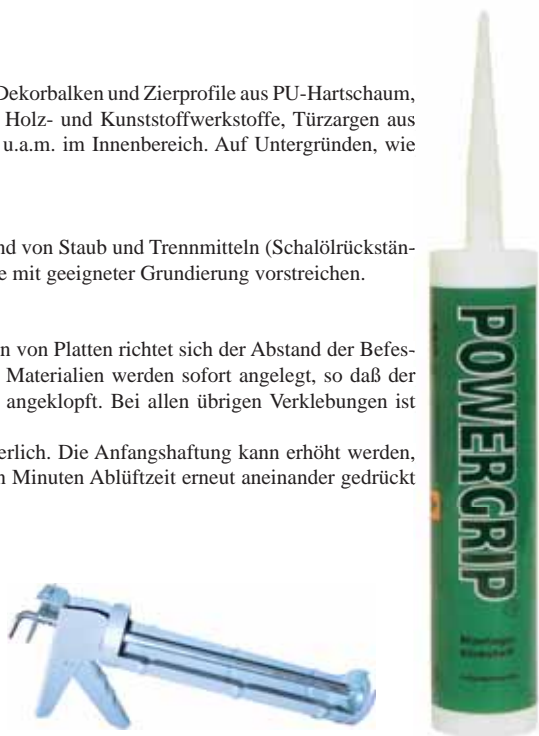 Dekorbalken und Zierprofile aus PU-Hartschaum,
Holz- und Kunststoffwerkstoffe, Türzargen aus
u.a.m. im Innenbereich. Auf Untergründen, wie
nd von Staub und Trennmitteln (Schalölrückstän-
e mit geeigneter Grundierung vorstreichen.
n von Platten richtet sich der Abstand der Befes-
Materialien werden sofort angelegt, so daß der
angeklopft. Bei allen übrigen Verklebungen ist
erlich. Die Anfangshaftung kann erhöht werden,
n Minuten Ablüftzeit erneut aneinander gedrückt
POWERGRIP